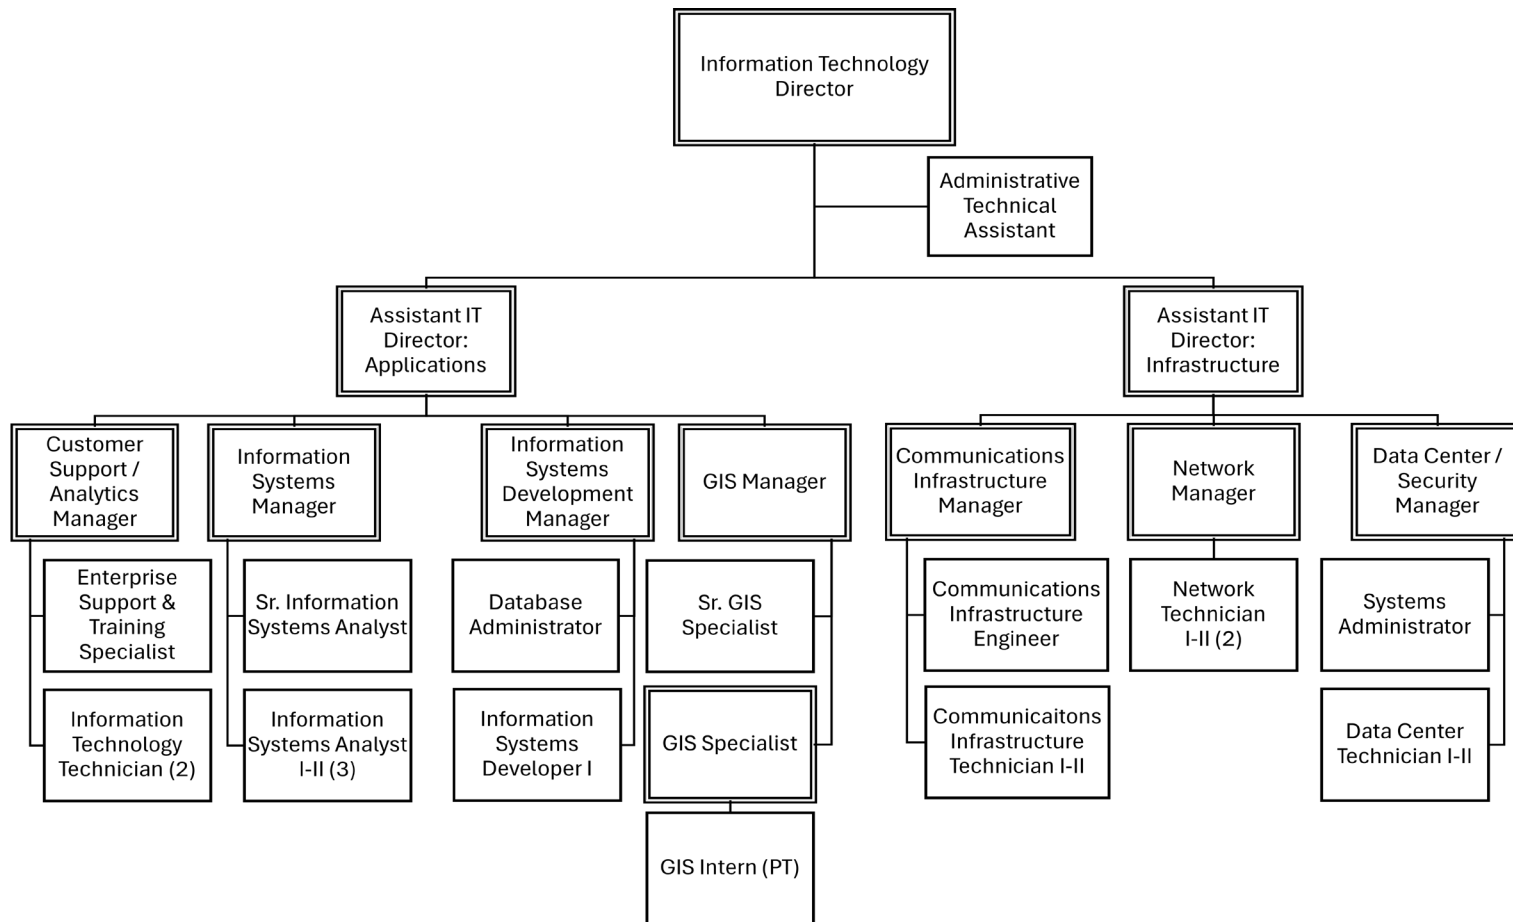 Information Technology
Director
Administrative
Technical
Assistant
Assistant IT
Director:
Applications
Assistant IT
Director:
Infrastructure
Customer
Support /
Analytics
Manager
Information
Systems
Manager
Information
Systems
Development
Manager
GIS Manager
Communications
Infrastructure
Manager
Network
Manager
Data Center /
Security
Manager
Enterprise
Support &
Training
Specialist
Sr. Information
Systems Analyst
Database
Administrator
Sr. GIS
Specialist
Communications
Infrastructure
Engineer
Network
Technician
I-II (2)
Systems
Administrator
Information
Technology
Technician (2)
Information
Systems Analyst
I-II (3)
Information
Systems
Developer I
GIS Specialist
Communicaitons
Infrastructure
Technician I-II
Data Center
Technician I-II
GIS Intern (PT)